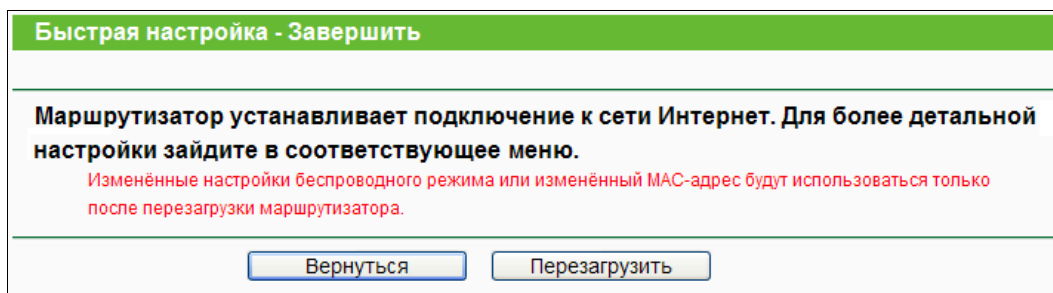 Быстрая настройка - Завершить
Маршрутизатор устанавливает подключение к сети Интернет. Для более детальной
настройки зайдите в соответствующее меню.
Изменённые настройки беспроводного режима или изменённый MAC-адрес будут использоваться только
после перезагрузки маршрутизатора.
Вернуться Перезагрузить